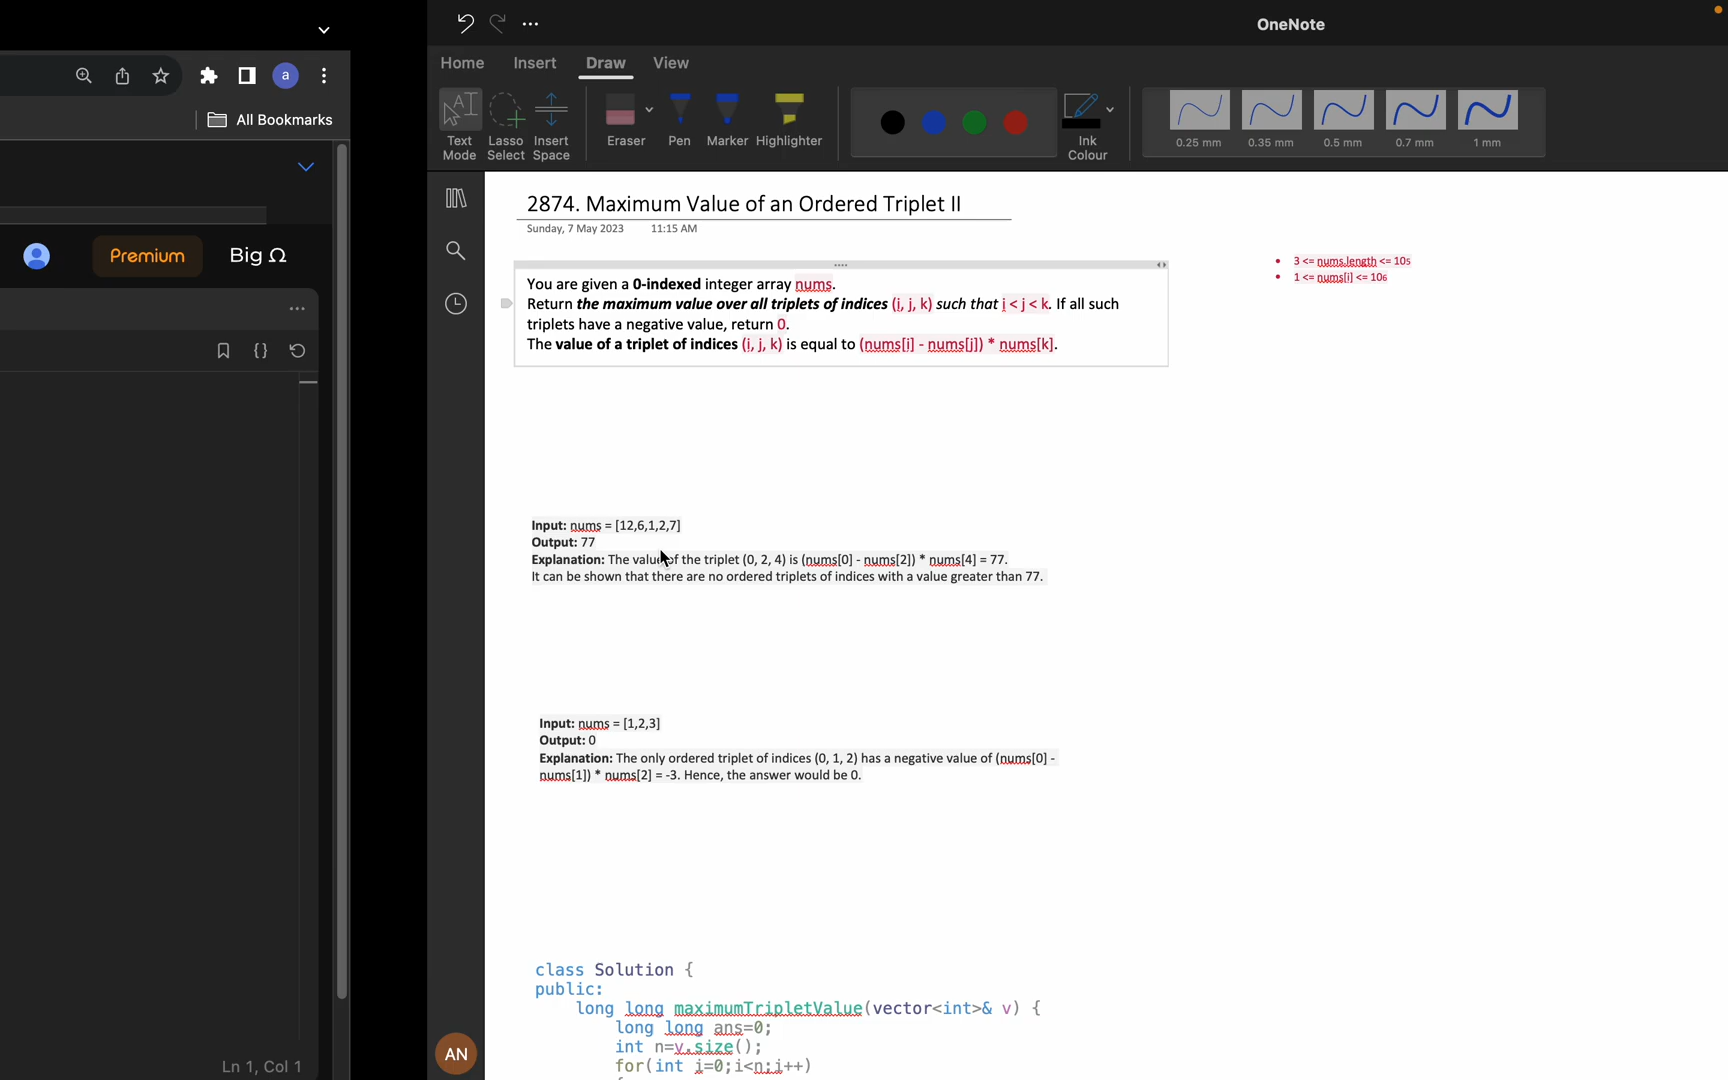 OneNote
Home Insert Draw View
a
All Bookmarks
Text Mode
Lasso Select
Insert Space
Eraser
Pen
Marker
Highlighter
Ink Colour
0.25 mm
0.35 mm
0.5 mm
0.7 mm
1 mm
Premium
Big Ω
{}
Ln 1, Col 1
AN
2874. Maximum Value of an Ordered Triplet II
Sunday, 7 May 2023 11:15 AM
You are given a 0-indexed integer array nums.
Return the maximum value over all triplets of indices (i, j, k) such that i < j < k. If all such
triplets have a negative value, return 0.
The value of a triplet of indices (i, j, k) is equal to (nums[i] - nums[j]) * nums[k].
• 3 <= nums.length <= 105
• 1 <= nums[i] <= 106
Input: nums = [12,6,1,2,7]
Output: 77
Explanation: The value of the triplet (0, 2, 4) is (nums[0] - nums[2]) * nums[4] = 77.
It can be shown that there are no ordered triplets of indices with a value greater than 77.
Input: nums = [1,2,3]
Output: 0
Explanation: The only ordered triplet of indices (0, 1, 2) has a negative value of (nums[0] -
nums[1]) * nums[2] = -3. Hence, the answer would be 0.
class Solution {
public:
long long maximumTripletValue(vector<int>& v) {
long long ans=0;
int n=v.size();
for(int i=0;i<n;i++)